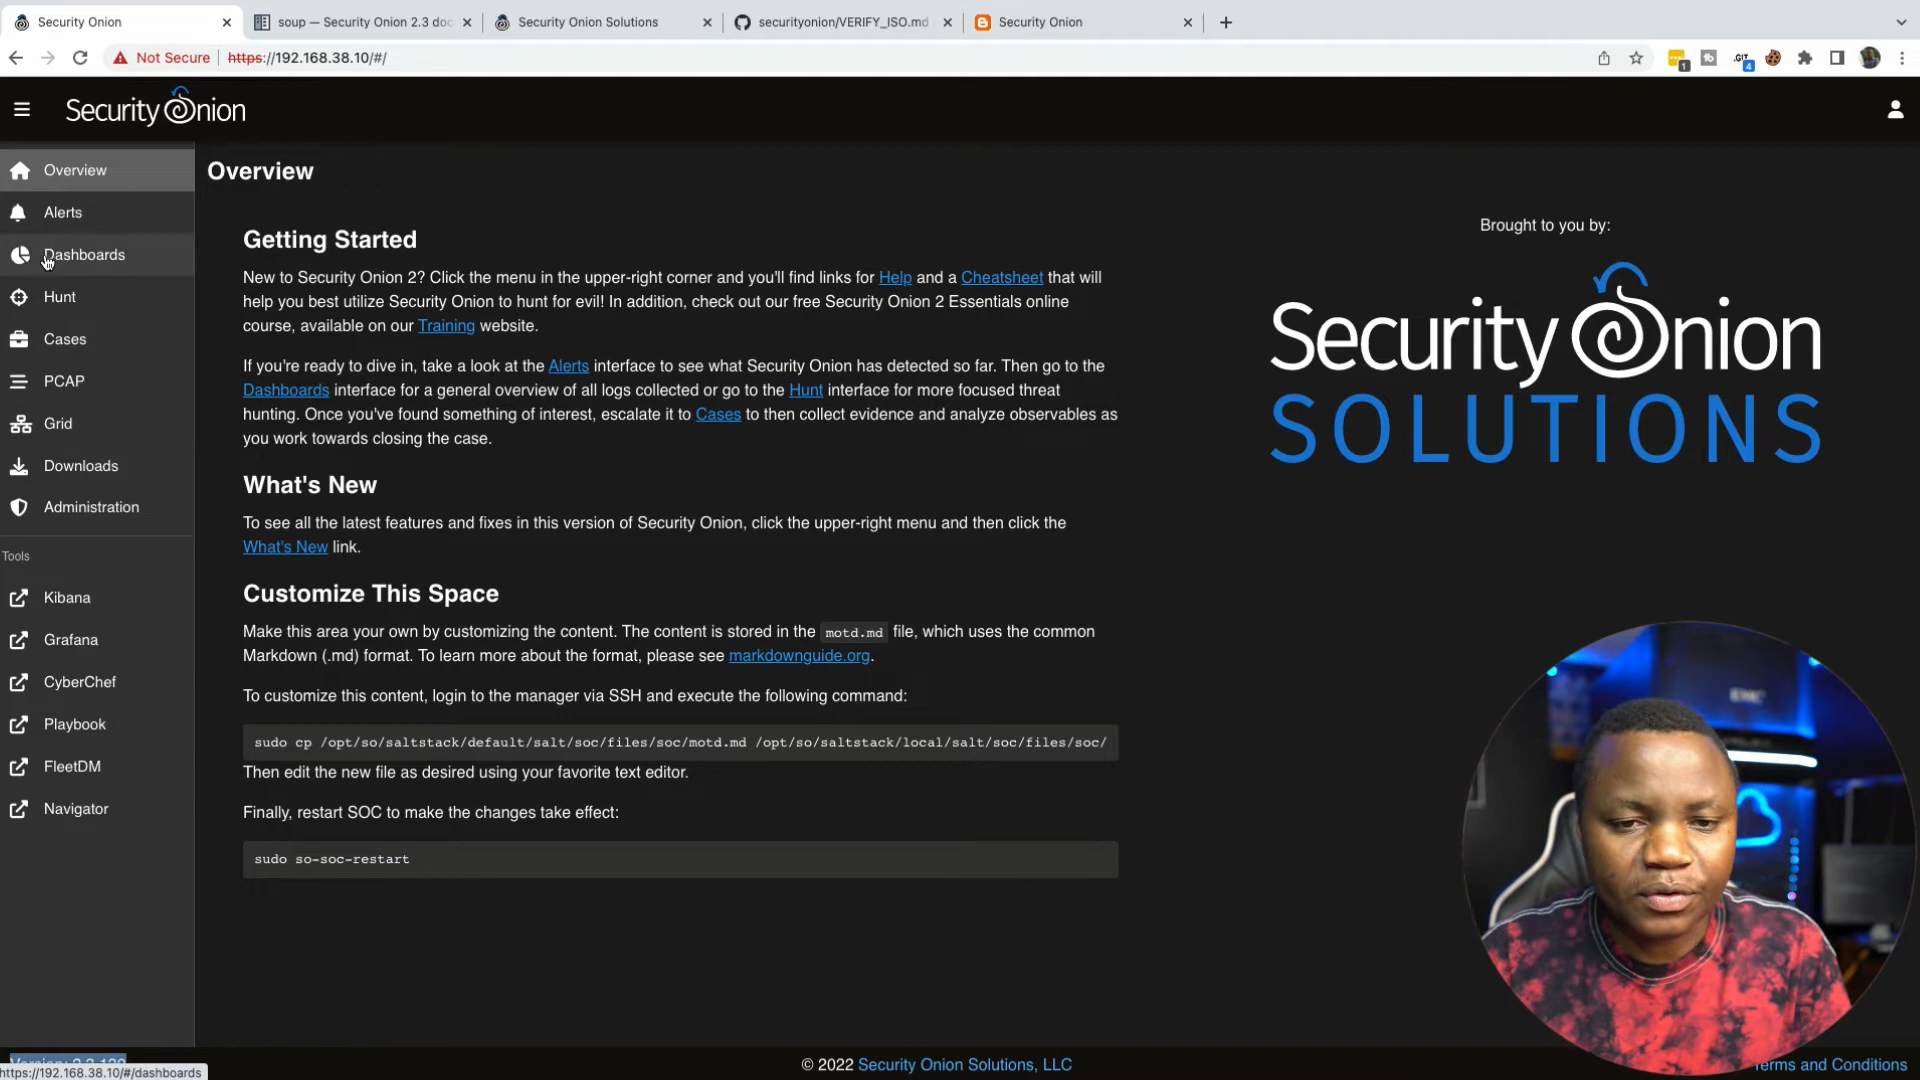 Security Onion
soup — Security Onion 2.3 doc
Security Onion Solutions
securityonion/VERIFY_ISO.md
Security Onion
Not Secure
https://192.168.38.10/#/
1
4
Security Onion
Overview
Alerts
Dashboards
Hunt
Cases
PCAP
Grid
Downloads
Administration
Tools
Kibana
Grafana
CyberChef
Playbook
FleetDM
Navigator
Overview
Getting Started
New to Security Onion 2? Click the menu in the upper-right corner and you'll find links for Help and a Cheatsheet that will
help you best utilize Security Onion to hunt for evil! In addition, check out our free Security Onion 2 Essentials online
course, available on our Training website.
If you're ready to dive in, take a look at the Alerts interface to see what Security Onion has detected so far. Then go to the
Dashboards interface for a general overview of all logs collected or go to the Hunt interface for more focused threat
hunting. Once you've found something of interest, escalate it to Cases to then collect evidence and analyze observables as
you work towards closing the case.
What's New
To see all the latest features and fixes in this version of Security Onion, click the upper-right menu and then click the
What's New link.
Customize This Space
Make this area your own by customizing the content. The content is stored in the motd.md file, which uses the common
Markdown (.md) format. To learn more about the format, please see markdownguide.org.
To customize this content, login to the manager via SSH and execute the following command:
sudo cp /opt/so/saltstack/default/salt/soc/files/soc/motd.md /opt/so/saltstack/local/salt/soc/files/soc/
Then edit the new file as desired using your favorite text editor.
Finally, restart SOC to make the changes take effect:
sudo so-soc-restart
Brought to you by:
Security Onion
SOLUTIONS
https://192.168.38.10/#/dashboards
© 2022 Security Onion Solutions, LLC
Terms and Conditions